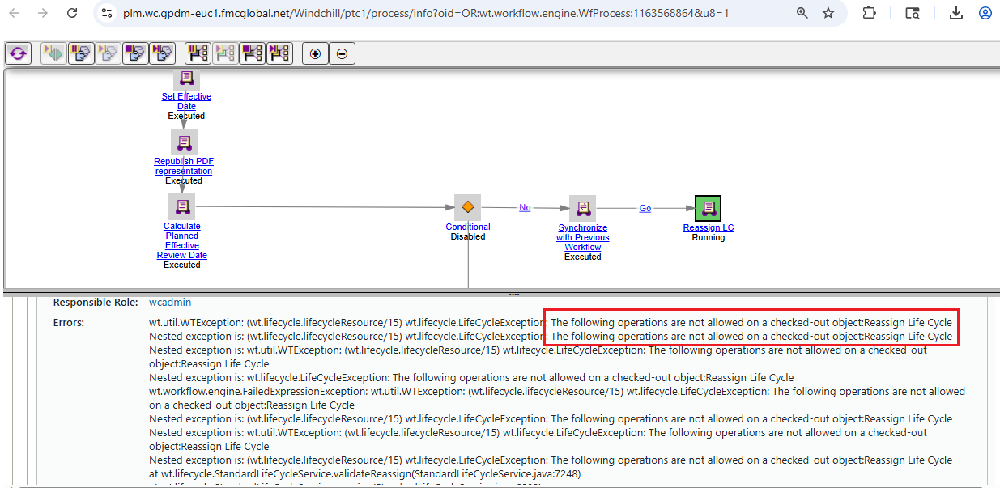 plm.wc.gpdm-euc1.fmcglobal.net/Windchill/ptc1/process/info?oid=OR:wt.workflow.engine.WfProcess:1163568864&u8=1
Set Effective
Date
Executed
Republish PDF
representation
Executed
Calculate
Planned
Effective
Review Date
Executed
Conditional
Disabled
No
Synchronize
with Previous
Workflow
Executed
Go
Reassign LC
Running
Responsible Role: wcadmin
Errors: wt.util.WTException: (wt.lifecycle.lifecycleResource/15) wt.lifecycle.LifeCycleException: The following operations are not allowed on a checked-out object:Reassign Life Cycle
Nested exception is: (wt.lifecycle.lifecycleResource/15) wt.lifecycle.LifeCycleException: The following operations are not allowed on a checked-out object:Reassign Life Cycle
Nested exception is: wt.util.WTException: (wt.lifecycle.lifecycleResource/15) wt.lifecycle.LifeCycleException: The following operations are not allowed on a checked-out
object:Reassign Life Cycle
Nested exception is: wt.lifecycle.LifeCycleException: The following operations are not allowed on a checked-out object:Reassign Life Cycle
wt.workflow.engine.FailedExpressionException: wt.util.WTException: (wt.lifecycle.lifecycleResource/15) wt.lifecycle.LifeCycleException: The following operations are not allowed
on a checked-out object:Reassign Life Cycle
Nested exception is: (wt.lifecycle.lifecycleResource/15) wt.lifecycle.LifeCycleException: The following operations are not allowed on a checked-out object:Reassign Life Cycle
Nested exception is: wt.util.WTException: (wt.lifecycle.lifecycleResource/15) wt.lifecycle.LifeCycleException: The following operations are not allowed on a checked-out
object:Reassign Life Cycle
Nested exception is: (wt.lifecycle.lifecycleResource/15) wt.lifecycle.LifeCycleException: The following operations are not allowed on a checked-out object:Reassign Life Cycle
at wt.lifecycle.StandardLifeCycleService.validateReassign(StandardLifeCycleService.java:7248)